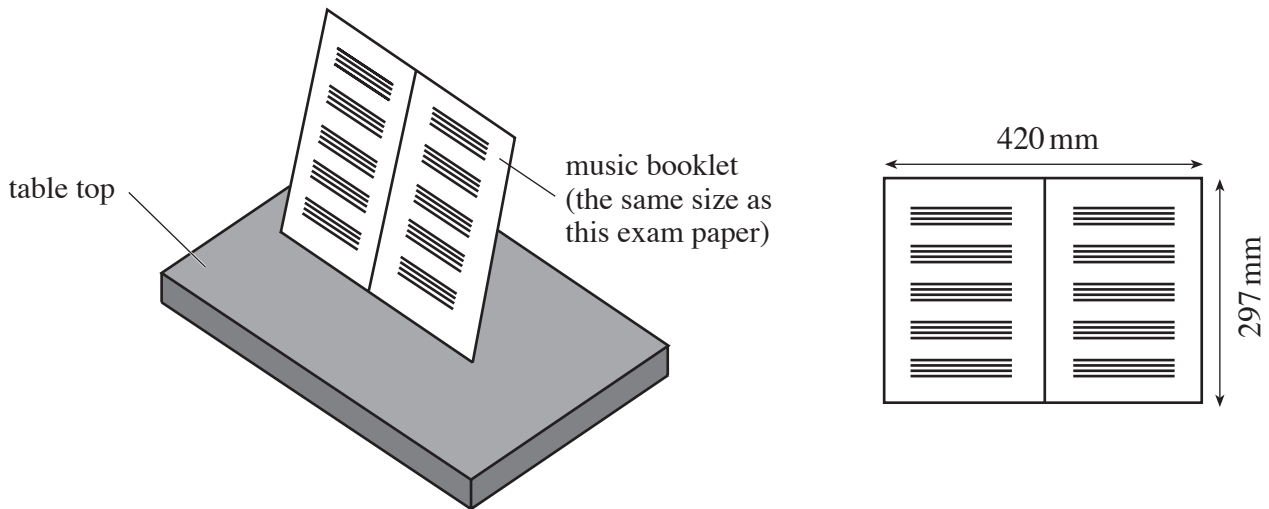 table top
music booklet
(the same size as
this exam paper)
420 mm
297 mm